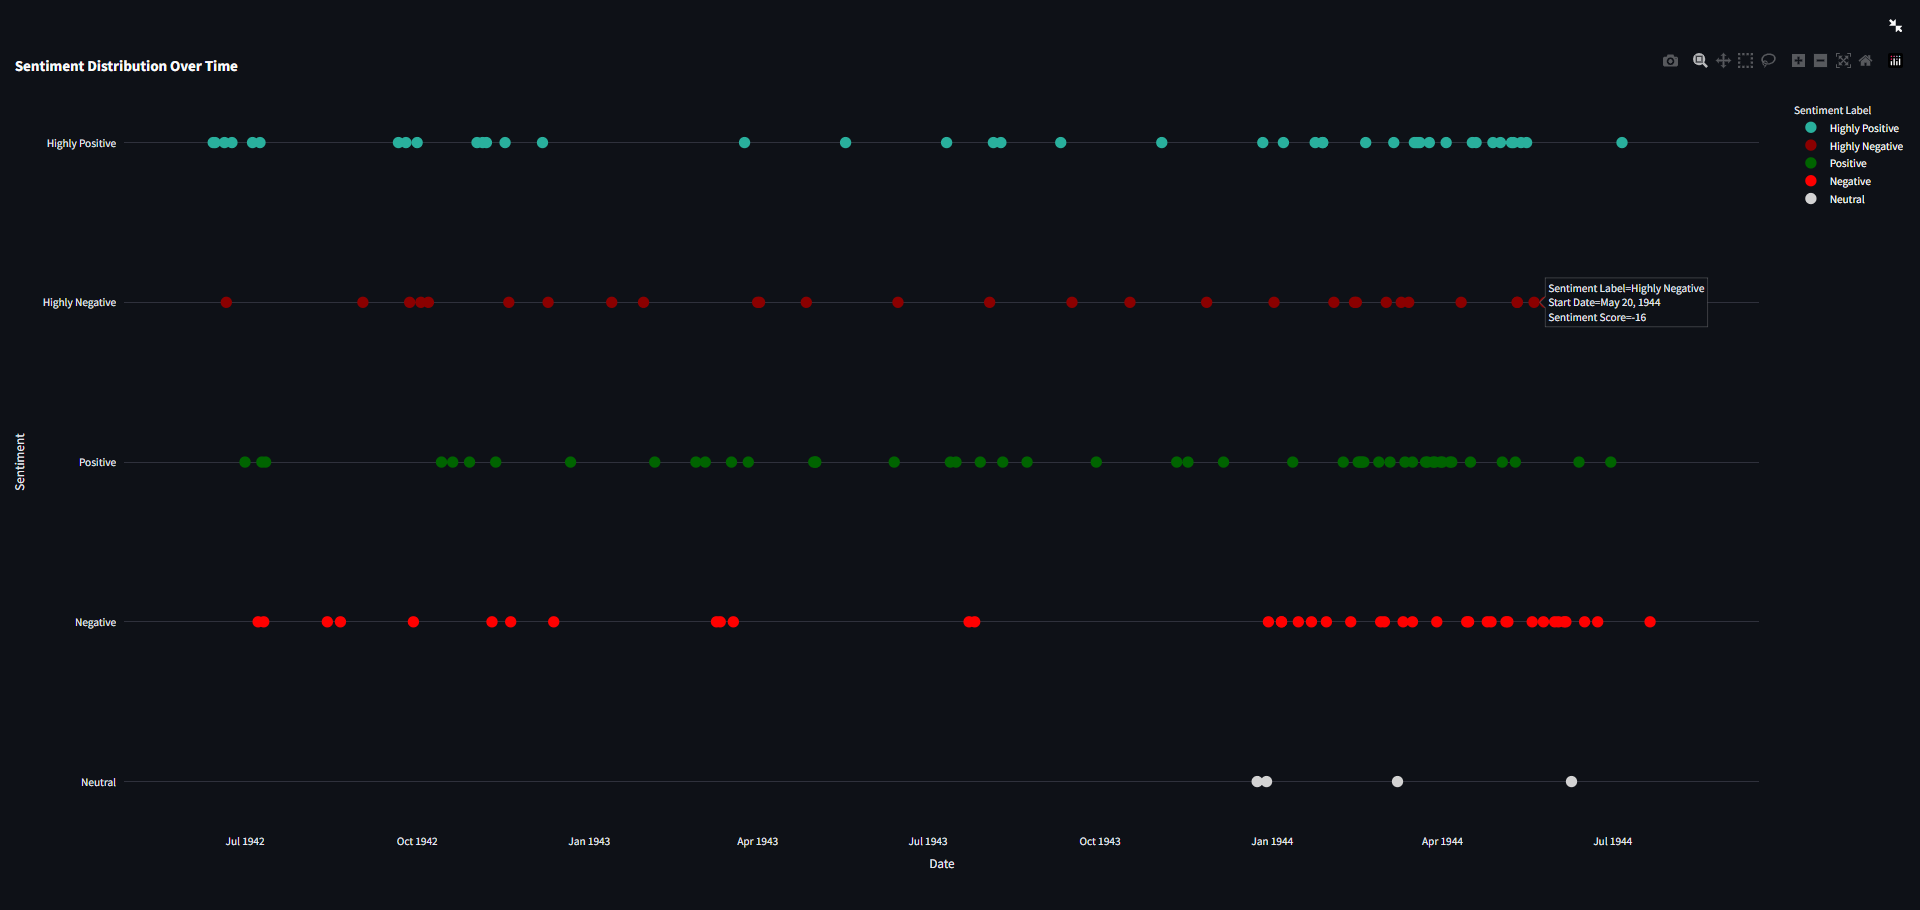 Sentiment Distribution Over Time
Sentiment Label
Highly Positive
Highly Negative
Positive
Negative
Neutral
Highly Positive
Highly Negative
Sentiment Label=Highly Negative
Start Date=May 20, 1944
Sentiment Score=-16
Sentiment
Positive
Negative
Neutral
Jul 1942
Oct 1942
Jan 1943
Apr 1943
Jul 1943
Oct 1943
Jan 1944
Apr 1944
Jul 1944
Date